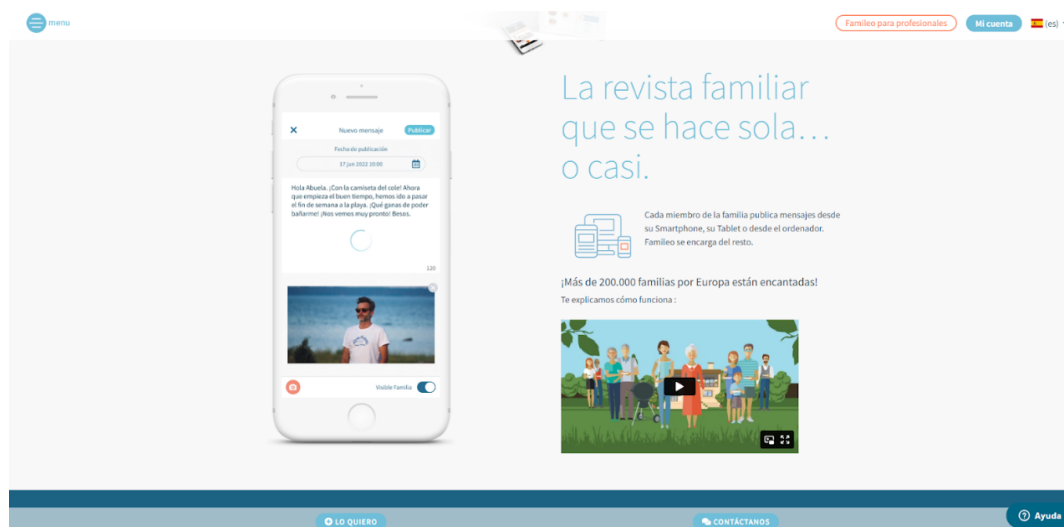 menu
Famileo para profesionales
Mi cuenta
(es)
Nuevo mensaje
Publicar
Fecha de publicación
17 jun 2022 10:00
Hola Abuela. ¡Con la camiseta del cole! Ahora
que empieza el buen tiempo, hemos ido a pasar
el fin de semana a la playa. ¡Qué ganas de poder
bañarme! ¡Nos vemos muy pronto! Besos.
120
Visible Familia
La revista familiar
que se hace sola…
o casi.
Cada miembro de la familia publica mensajes desde
su Smartphone, su Tablet o desde el ordenador.
Famileo se encarga del resto.
¡Más de 200.000 familias por Europa están encantadas!
Te explicamos cómo funciona :
LO QUIERO
CONTÁCTANOS
Ayuda